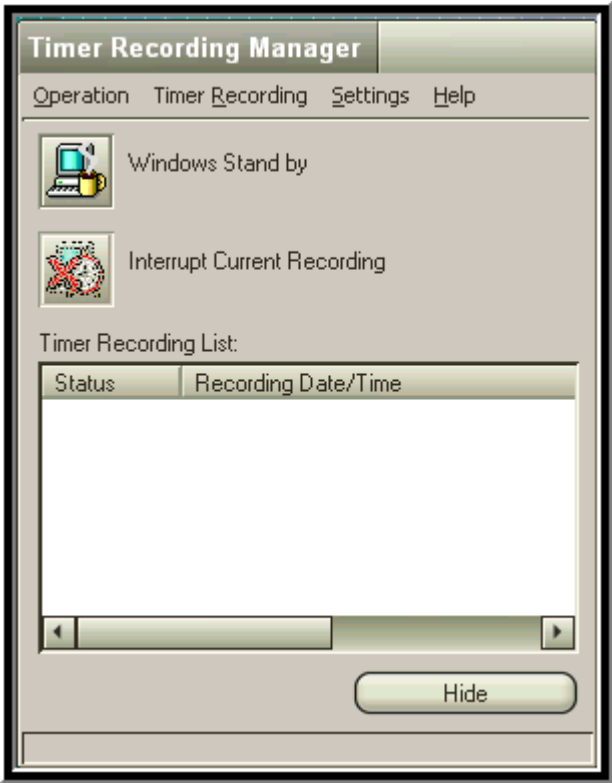 Timer Recording Manager
Operation Timer Recording Settings Help
Windows Stand by
Interrupt Current Recording
Timer Recording List:
Status Recording Date/Time
Hide